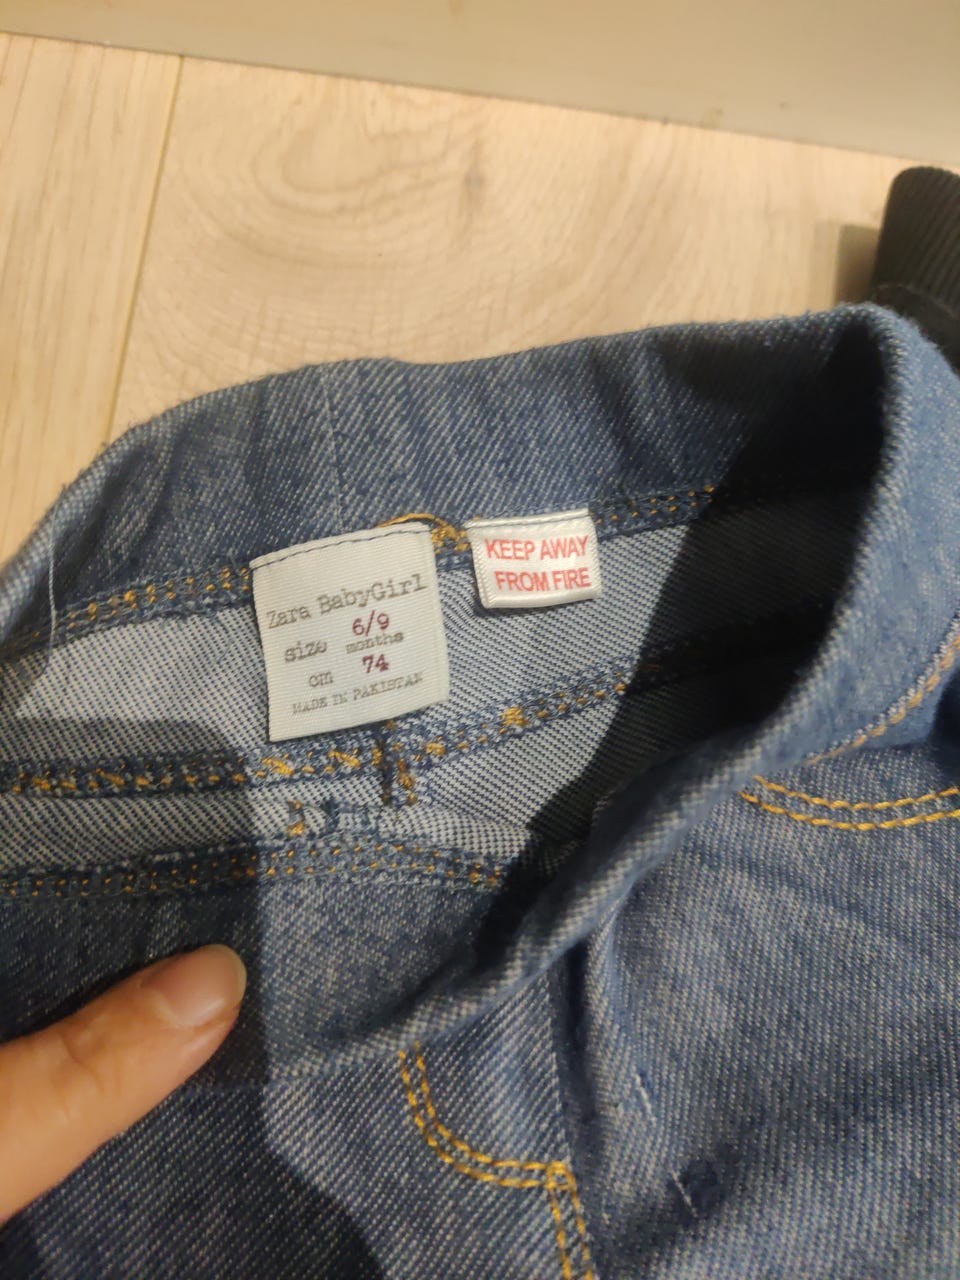 Zara BabyGirl
size 6/9
months
cm 74
MADE IN PAKISTAN
KEEP AWAY
FROM FIRE